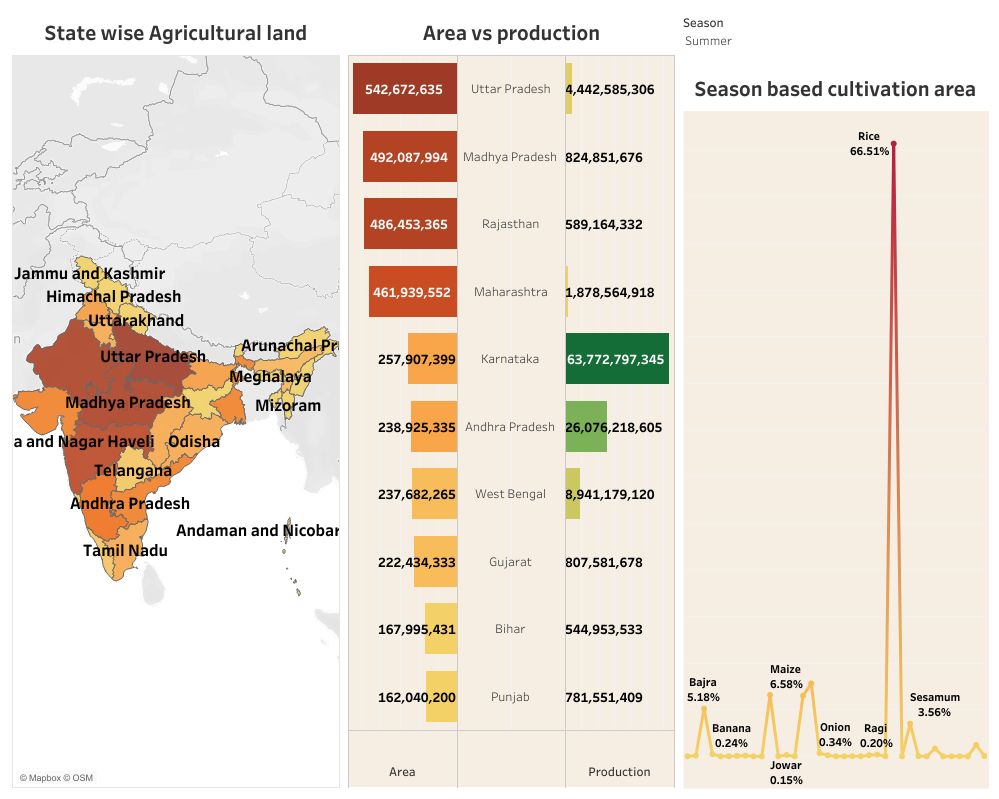 State wise Agricultural land
Jammu and Kashmir
Himachal Pradesh
Uttarakhand
n
Uttar Pradesh
Arunachal Pr
Meghalaya
Madhya Pradesh
Mizoram
a and Nagar Haveli
Odisha
Telangana
Andhra Pradesh
Andaman and Nicobar
Tamil Nadu
© Mapbox © OSM
Area vs production
542,672,635 Uttar Pradesh 4,442,585,306
492,087,994 Madhya Pradesh 824,851,676
486,453,365 Rajasthan 589,164,332
461,939,552 Maharashtra 1,878,564,918
257,907,399 Karnataka 63,772,797,345
238,925,335 Andhra Pradesh 26,076,218,605
237,682,265 West Bengal 8,941,179,120
222,434,333 Gujarat 807,581,678
167,995,431 Bihar 544,953,533
162,040,200 Punjab 781,551,409
Area Production
Season
Summer
Season based cultivation area
Rice
66.51%
Maize
6.58%
Bajra
5.18%
Sesamum
3.56%
Banana
0.24%
Onion
0.34%
Ragi
0.20%
Jowar
0.15%